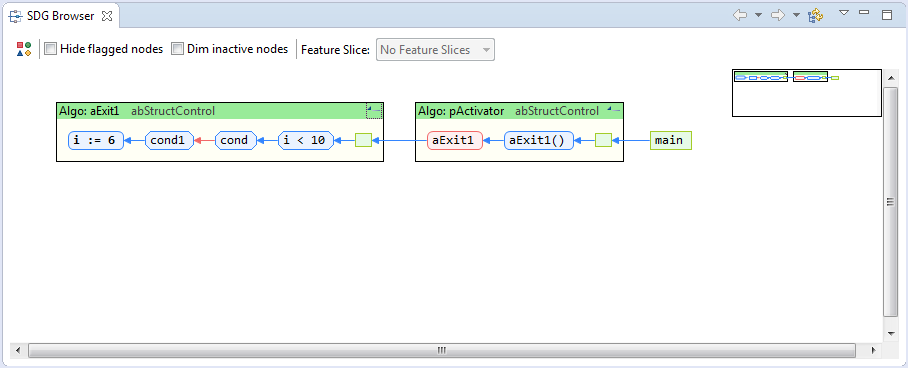 SDG Browser
Hide flagged nodes Dim inactive nodes Feature Slice: No Feature Slices
Algo: aExit1 abStructControl Algo: pActivator abStructControl
i := 6 cond1 cond i < 10 aExit1 aExit1() main